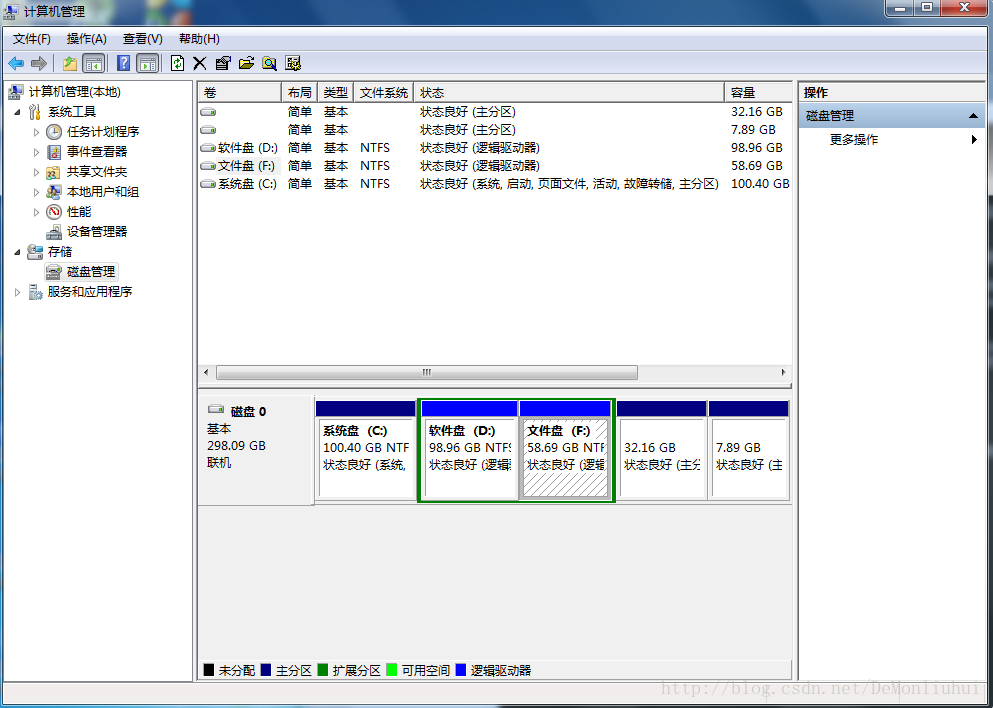 计算机管理
文件(F) 操作(A) 查看(V) 帮助(H)
计算机管理(本地)
系统工具
任务计划程序
事件查看器
共享文件夹
本地用户和组
性能
设备管理器
存储
磁盘管理
服务和应用程序
卷 布局 类型 文件系统 状态 容量
简单 基本 状态良好 (主分区) 32.16 GB
简单 基本 状态良好 (主分区) 7.89 GB
软件盘 (D:) 简单 基本 NTFS 状态良好 (逻辑驱动器) 98.96 GB
文件盘 (F:) 简单 基本 NTFS 状态良好 (逻辑驱动器) 58.69 GB
系统盘 (C:) 简单 基本 NTFS 状态良好 (系统, 启动, 页面文件, 活动, 故障转储, 主分区) 100.40 GB
操作
磁盘管理
更多操作
磁盘 0
基本
298.09 GB
联机
系统盘 (C:)
100.40 GB NTF
状态良好 (系统,
软件盘 (D:)
98.96 GB NTFS
状态良好 (逻辑
文件盘 (F:)
58.69 GB NTF
状态良好 (逻辑
32.16 GB
状态良好 (主分
7.89 GB
状态良好 (主
未分配 主分区 扩展分区 可用空间 逻辑驱动器
http://blog.csdn.net/DeMonliuhui